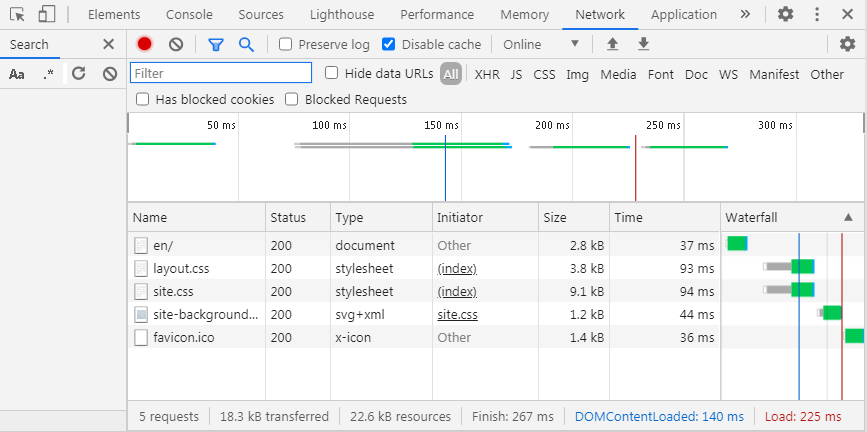 Elements Console Sources Lighthouse Performance Memory Network Application »
Search
Preserve log Disable cache Online
Aa .* Filter Hide data URLs All XHR JS CSS Img Media Font Doc WS Manifest Other
Has blocked cookies Blocked Requests
50 ms 100 ms 150 ms 200 ms 250 ms 300 ms
Name Status Type Initiator Size Time Waterfall
en/ 200 document Other 2.8 kB 37 ms
layout.css 200 stylesheet (index) 3.8 kB 93 ms
site.css 200 stylesheet (index) 9.1 kB 94 ms
site-background... 200 svg+xml site.css 1.2 kB 44 ms
favicon.ico 200 x-icon Other 1.4 kB 36 ms
5 requests 18.3 kB transferred 22.6 kB resources Finish: 267 ms DOMContentLoaded: 140 ms Load: 225 ms